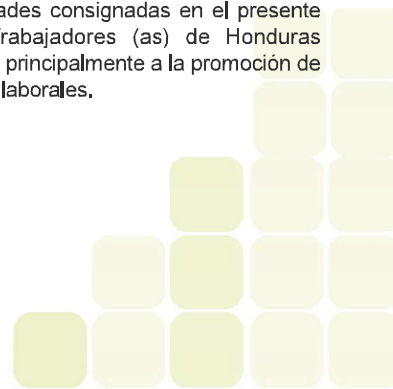 ades consignadas en el presente
rabajadores (as) de Honduras
principalmente a la promoción de
laborales.